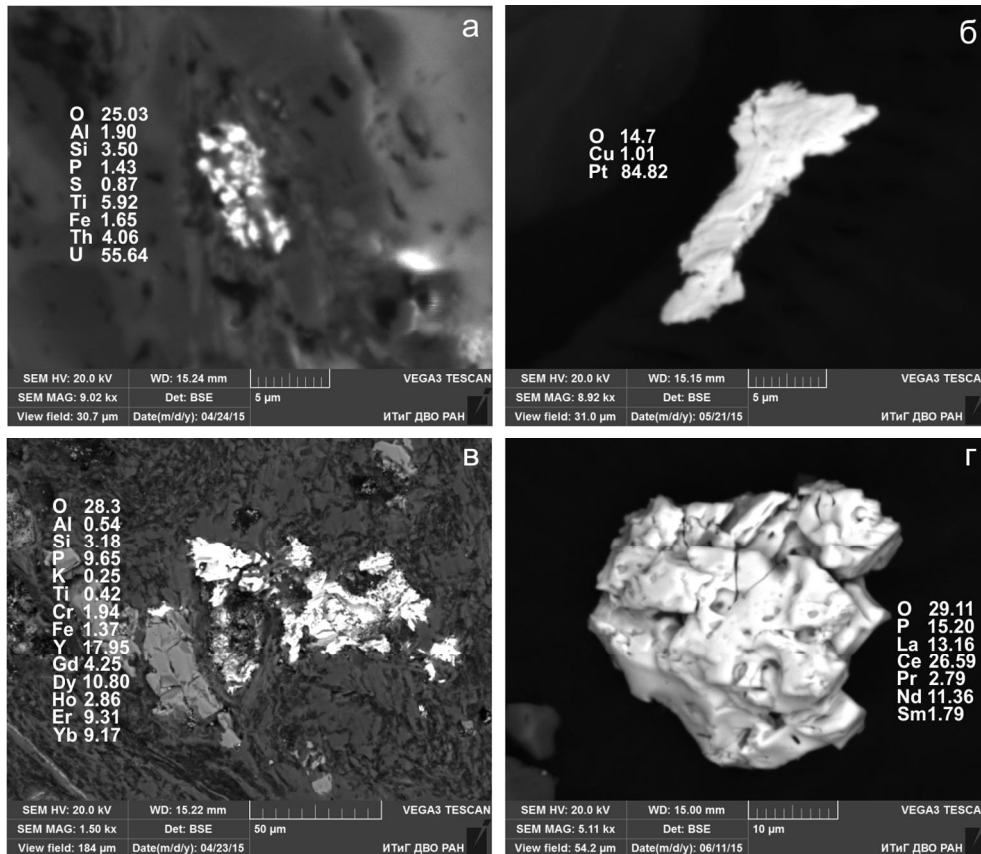 а
O 25.03
Al 1.90
Si 3.50
P 1.43
S 0.87
Ti 5.92
Fe 1.65
Th 4.06
U 55.64
SEM HV: 20.0 kV WD: 15.24 mm VEGA3 TESCAN
SEM MAG: 9.02 kx Det: BSE 5 µm
View field: 30.7 µm Date(m/d/y): 04/24/15 ИТиГ ДВО РАН
б
O 14.7
Cu 1.01
Pt 84.82
SEM HV: 20.0 kV WD: 15.15 mm VEGA3 TESCA
SEM MAG: 8.92 kx Det: BSE 5 µm
View field: 31.0 µm Date(m/d/y): 05/21/15 ИТиГ ДВО РАН
в
O 28.3
Al 0.54
Si 3.18
P 9.65
K 0.25
Ti 0.42
Cr 1.94
Fe 1.37
Y 17.95
Gd 4.25
Dy 10.80
Ho 2.86
Er 9.31
Yb 9.17
SEM HV: 20.0 kV WD: 15.22 mm VEGA3 TESCAN
SEM MAG: 1.50 kx Det: BSE 50 µm
View field: 184 µm Date(m/d/y): 04/23/15 ИТиГ ДВО РАН
г
O 29.11
P 15.20
La 13.16
Ce 26.59
Pr 2.79
Nd 11.36
Sm 1.79
SEM HV: 20.0 kV WD: 15.00 mm VEGA3 TESCA
SEM MAG: 5.11 kx Det: BSE 10 µm
View field: 54.2 µm Date(m/d/y): 06/11/15 ИТиГ ДВО РАН